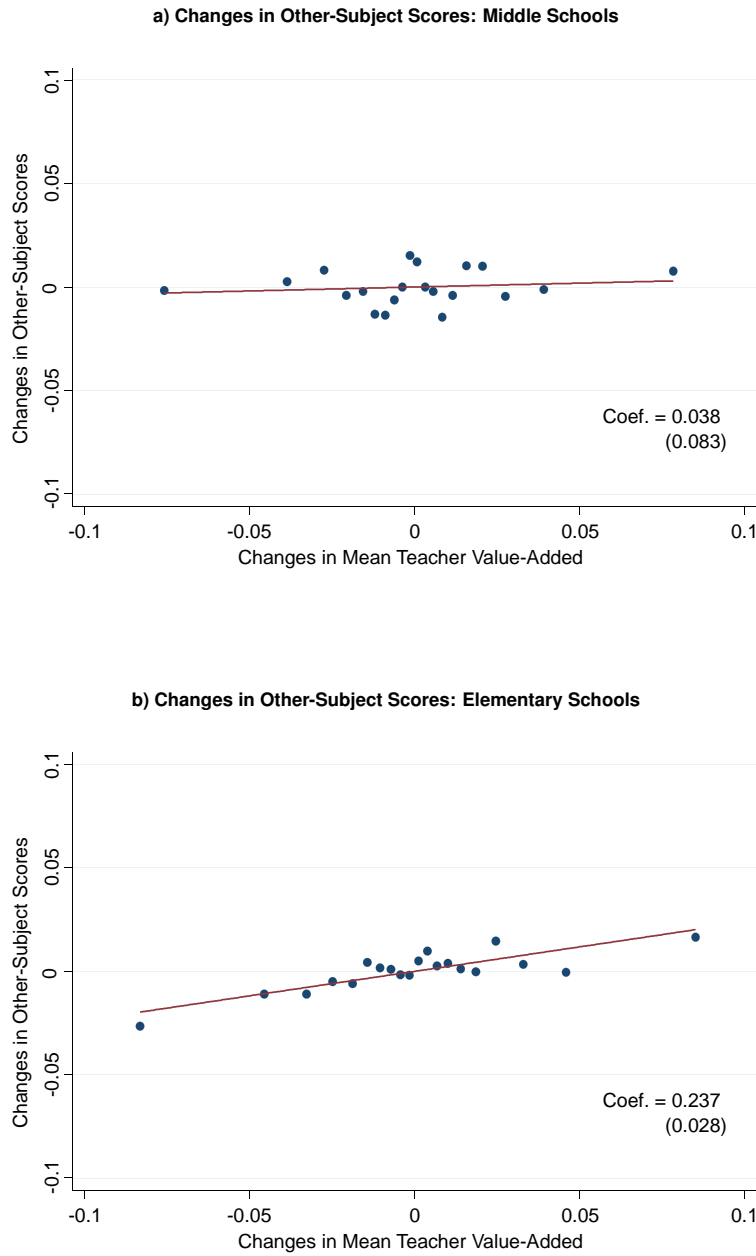 a) Changes in Other-Subject Scores: Middle Schools
0.1
0.05
0
-0.05
-0.1
Changes in Other-Subject Scores
Coef. = 0.038
(0.083)
-0.1 -0.05 0 0.05 0.1
Changes in Mean Teacher Value-Added
b) Changes in Other-Subject Scores: Elementary Schools
0.1
0.05
0
-0.05
-0.1
Changes in Other-Subject Scores
Coef. = 0.237
(0.028)
-0.1 -0.05 0 0.05 0.1
Changes in Mean Teacher Value-Added